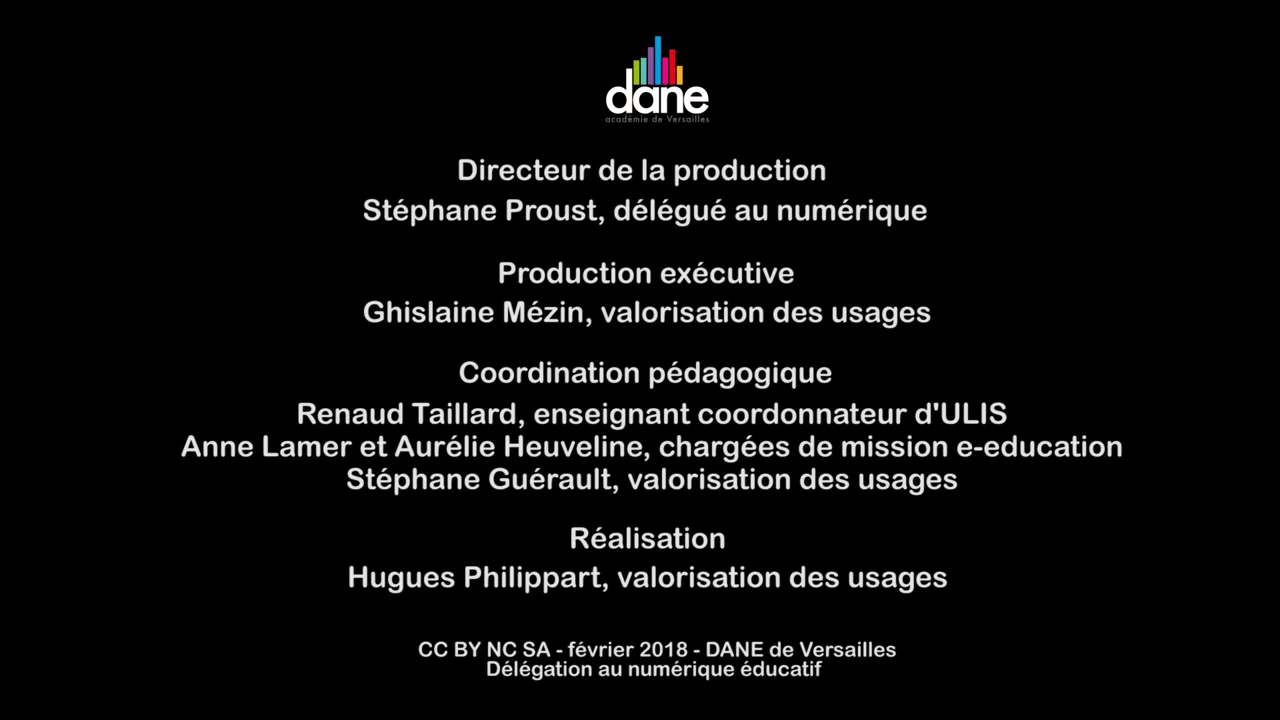 dane
académie de Versailles
Directeur de la production
Stéphane Proust, délégué au numérique
Production exécutive
Ghislaine Mézin, valorisation des usages
Coordination pédagogique
Renaud Taillard, enseignant coordonnateur d'ULIS
Anne Lamer et Aurélie Heuveline, chargées de mission e-education
Stéphane Guérault, valorisation des usages
Réalisation
Hugues Philippart, valorisation des usages
CC BY NC SA - février 2018 - DANE de Versailles
Délégation au numérique éducatif